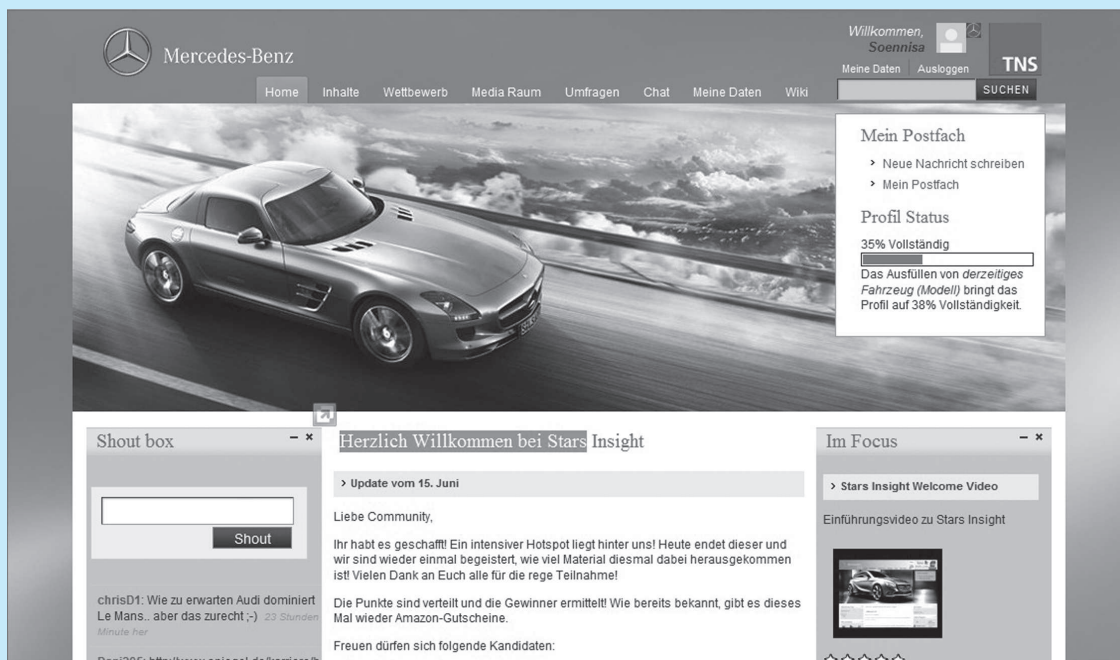 Mercedes-Benz
Willkommen,
Soennisa
Meine Daten Ausloggen
TNS
Home Inhalte Wettbewerb Media Raum Umfragen Chat Meine Daten Wiki
SUCHEN
Mein Postfach
> Neue Nachricht schreiben
> Mein Postfach
Profil Status
35% Vollständig
Das Ausfüllen von derzeitiges
Fahrzeug (Modell) bringt das
Profil auf 38% Vollständigkeit.
Shout box
Shout
chrisD1: Wie zu erwarten Audi dominiert
Le Mans.. aber das zurecht ;-) 23 Stunden
Minute her
Herzlich Willkommen bei Stars Insight
> Update vom 15. Juni
Liebe Community,
Ihr habt es geschafft! Ein intensiver Hotspot liegt hinter uns! Heute endet dieser und
wir sind wieder einmal begeistert, wie viel Material diesmal dabei herausgekommen
ist! Vielen Dank an Euch alle für die rege Teilnahme!
Die Punkte sind verteilt und die Gewinner ermittelt! Wie bereits bekannt, gibt es dieses
Mal wieder Amazon-Gutscheine.
Freuen dürfen sich folgende Kandidaten:
Im Focus
> Stars Insight Welcome Video
Einführungsvideo zu Stars Insight